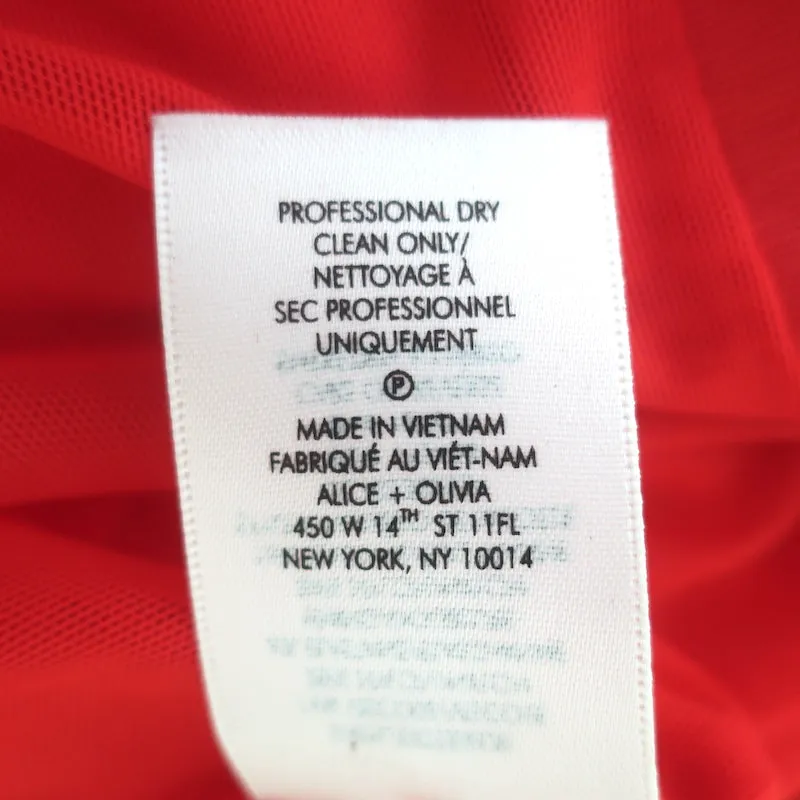 PROFESSIONAL DRY
CLEAN ONLY/
NETTOYAGE À
SEC PROFESSIONNEL
UNIQUEMENT
Ⓟ
MADE IN VIETNAM
FABRIQUÉ AU VIÉT-NAM
ALICE + OLIVIA
450 W 14TH ST 11FL
NEW YORK, NY 10014